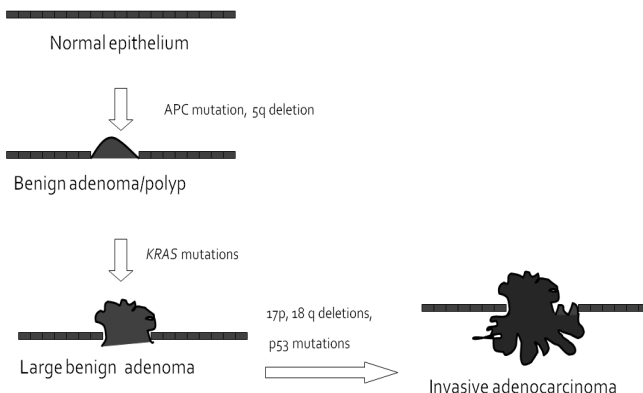 Normal epithelium
APC mutation, 5q deletion
Benign adenoma/polyp
KRAS mutations
17p, 18 q deletions,
p53 mutations
Large benign adenoma
Invasive adenocarcinoma